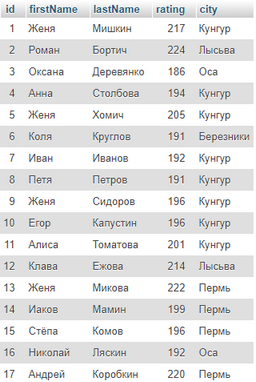 id firstName lastName rating city
1 Женя Мишкин 217 Кунгур
2 Роман Бортич 224 Лысьва
3 Оксана Деревянко 186 Оса
4 Анна Столбова 194 Кунгур
5 Женя Хомич 205 Кунгур
6 Коля Круглов 191 Березники
7 Иван Иванов 192 Кунгур
8 Петя Петров 191 Кунгур
9 Женя Сидоров 196 Кунгур
10 Егор Капустин 196 Кунгур
11 Алиса Томатова 201 Кунгур
12 Клава Ежова 214 Лысьва
13 Женя Микова 222 Пермь
14 Иаков Мамин 199 Пермь
15 Стёпа Комов 196 Пермь
16 Николай Ляскин 192 Оса
17 Андрей Коробкин 220 Пермь